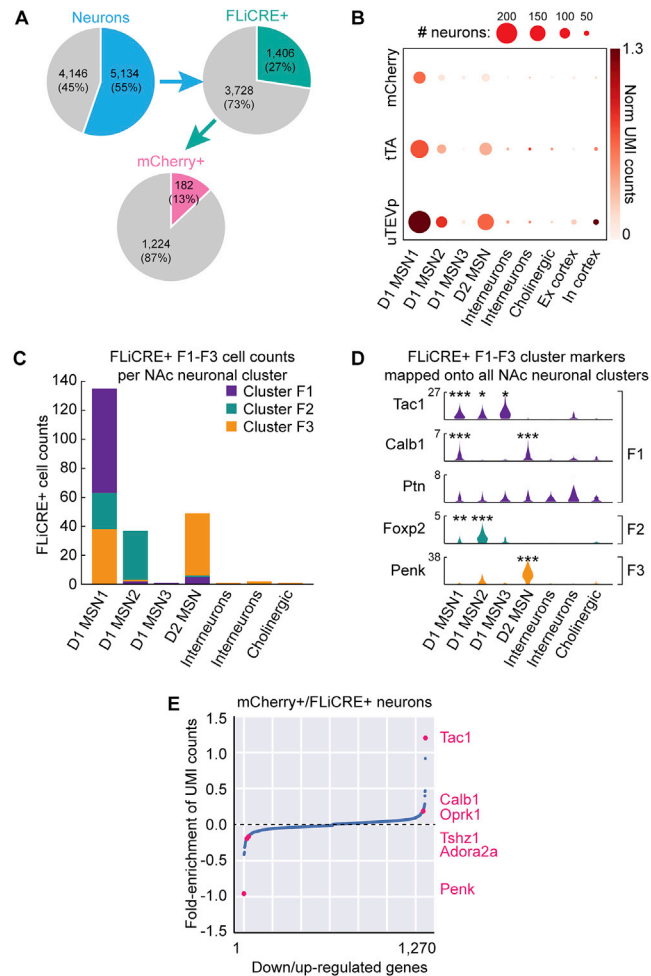 A
Neurons
4,146
(45%)
5,134
(55%)
FLiCRE+
1,406
(27%)
3,728
(73%)
mCherry+
182
(13%)
1,224
(87%)
B
# neurons:
200
150
100
50
mCherry
tTA
uTEVp
1.3
0
Norm UMI counts
D1 MSN1
D1 MSN2
D1 MSN3
D2 MSN
Interneurons
Interneurons
Cholinergic
Ex cortex
In cortex
C
FLiCRE+ F1-F3 cell counts
per NAc neuronal cluster
Cluster F1
Cluster F2
Cluster F3
FLiCRE+ cell counts
140
120
100
80
60
40
20
0
D1 MSN1
D1 MSN2
D1 MSN3
D2 MSN
Interneurons
Interneurons
Cholinergic
D
FLiCRE+ F1-F3 cluster markers
mapped onto all NAc neuronal clusters
Tac1
27
*** * *
Calb1
7
*** ***
Ptn
8
F1
Foxp2
5
** ***
F2
Penk
38
***
F3
D1 MSN1
D1 MSN2
D1 MSN3
D2 MSN
Interneurons
Interneurons
Cholinergic
E
mCherry+/FLiCRE+ neurons
Fold-enrichment of UMI counts
1.5
1.0
0.5
0.0
-0.5
-1.0
-1.5
Tac1
Calb1
Oprk1
Tshz1
Adora2a
Penk
1
1,270
Down/up-regulated genes